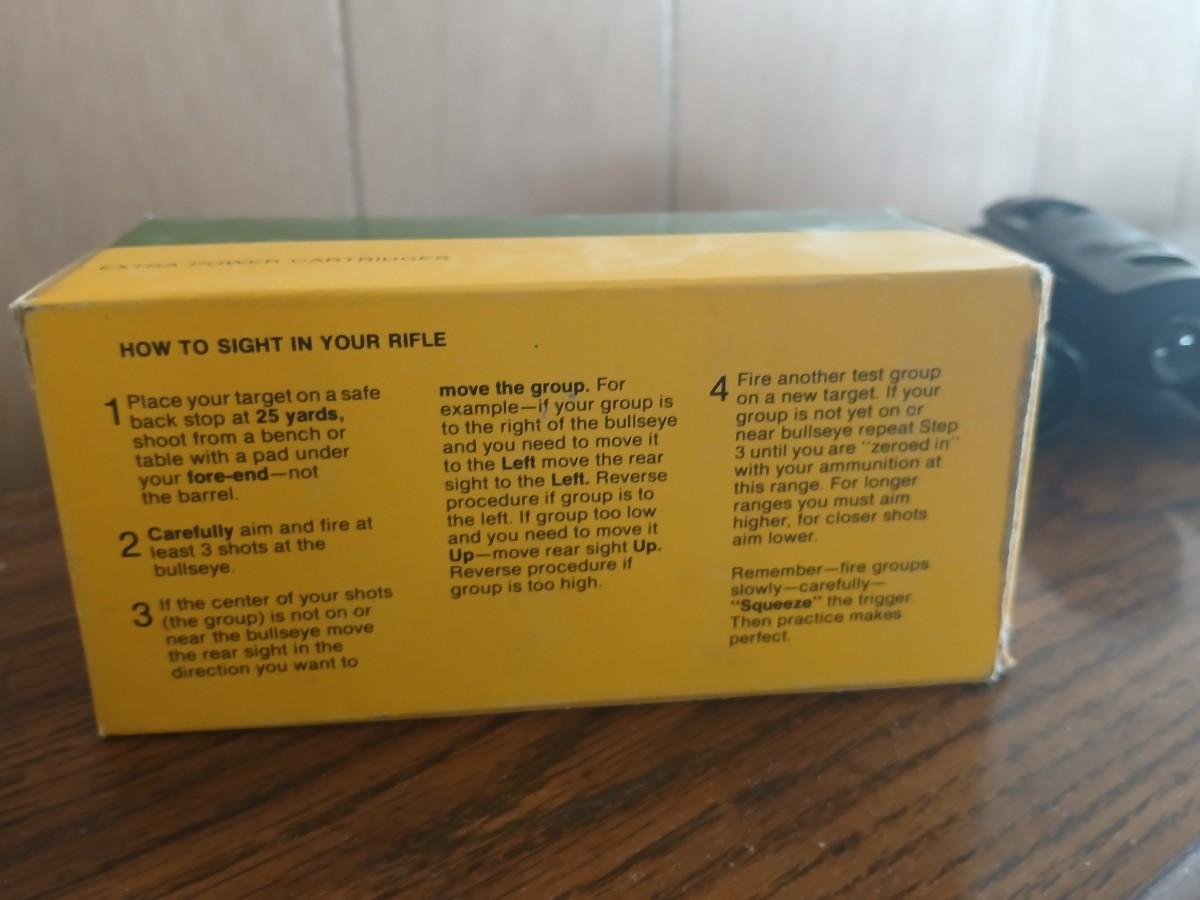 EXTRA POWER CARTRIDGES
HOW TO SIGHT IN YOUR RIFLE
1 Place your target on a safe
back stop at 25 yards,
shoot from a bench or
table with a pad under
your fore-end—not
the barrel.
2 Carefully aim and fire at
least 3 shots at the
bullseye.
3 If the center of your shots
(the group) is not on or
near the bullseye move
the rear sight in the
direction you want to
move the group. For
example—if your group is
to the right of the bullseye
and you need to move it
to the Left move the rear
sight to the Left. Reverse
procedure if group is to
the left. If group too low
and you need to move it
Up—move rear sight Up.
Reverse procedure if
group is too high.
4 Fire another test group
on a new target. If your
group is not yet on or
near bullseye repeat Step
3 until you are "zeroed in"
with your ammunition at
this range. For longer
ranges you must aim
higher, for closer shots
aim lower.
Remember—fire groups
slowly—carefully—
"Squeeze" the trigger.
Then practice makes
perfect.